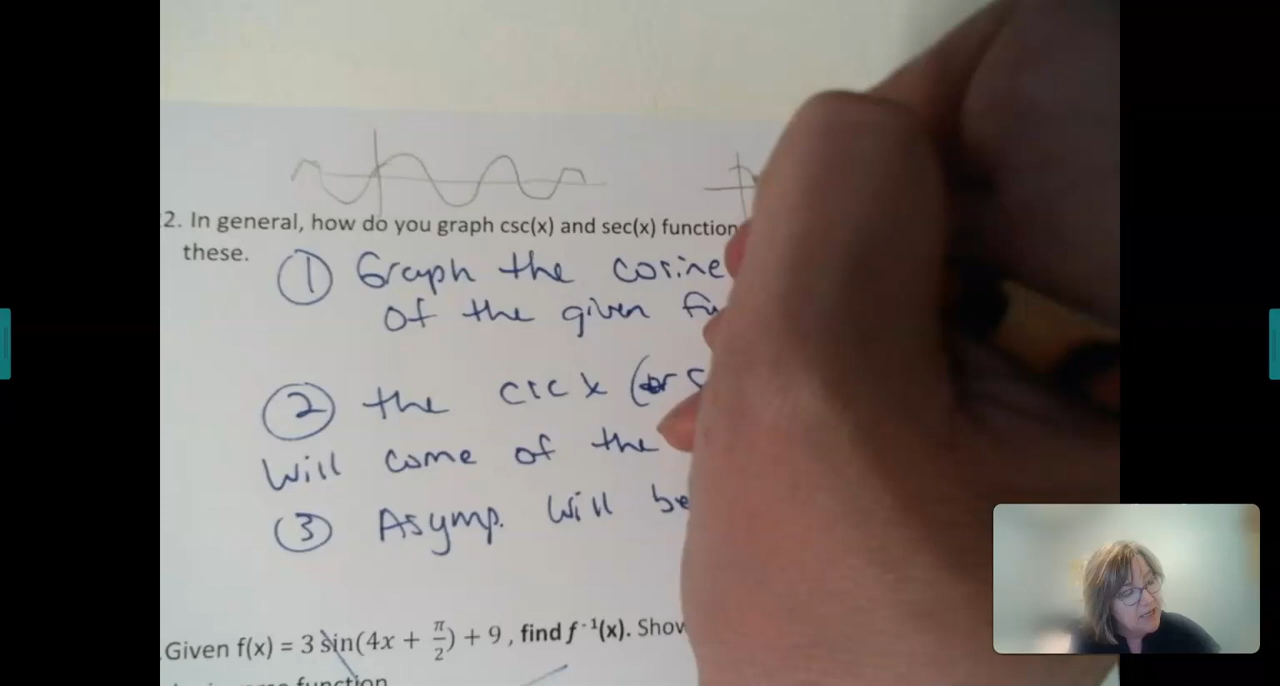 2. In general, how do you graph csc(x) and sec(x) function
these.
① Graph the cosine
of the given fu
② the csc x (or s
Will come of the
③ Asymp. Will be
Given f(x) = 3 sin(4x + π/2) + 9, find f⁻¹(x). Show
function